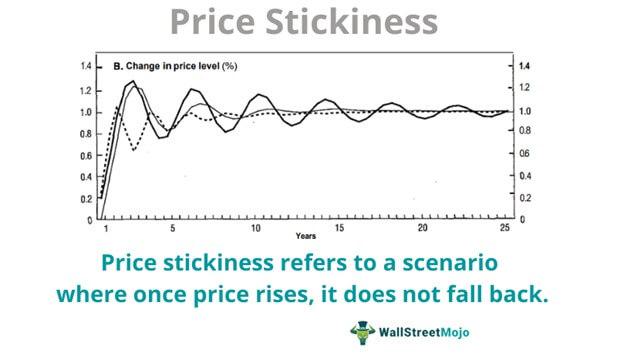 Price Stickiness
B. Change in price level (%)
1.4
1.2
1.0
0.8
0.6
0.4
0.2
0
1.4
1.2
1.0
0.8
0.6
0.4
0.2
0
1 5 10 15 20 25
Years
Price stickiness refers to a scenario
where once price rises, it does not fall back.
WallStreetMojo